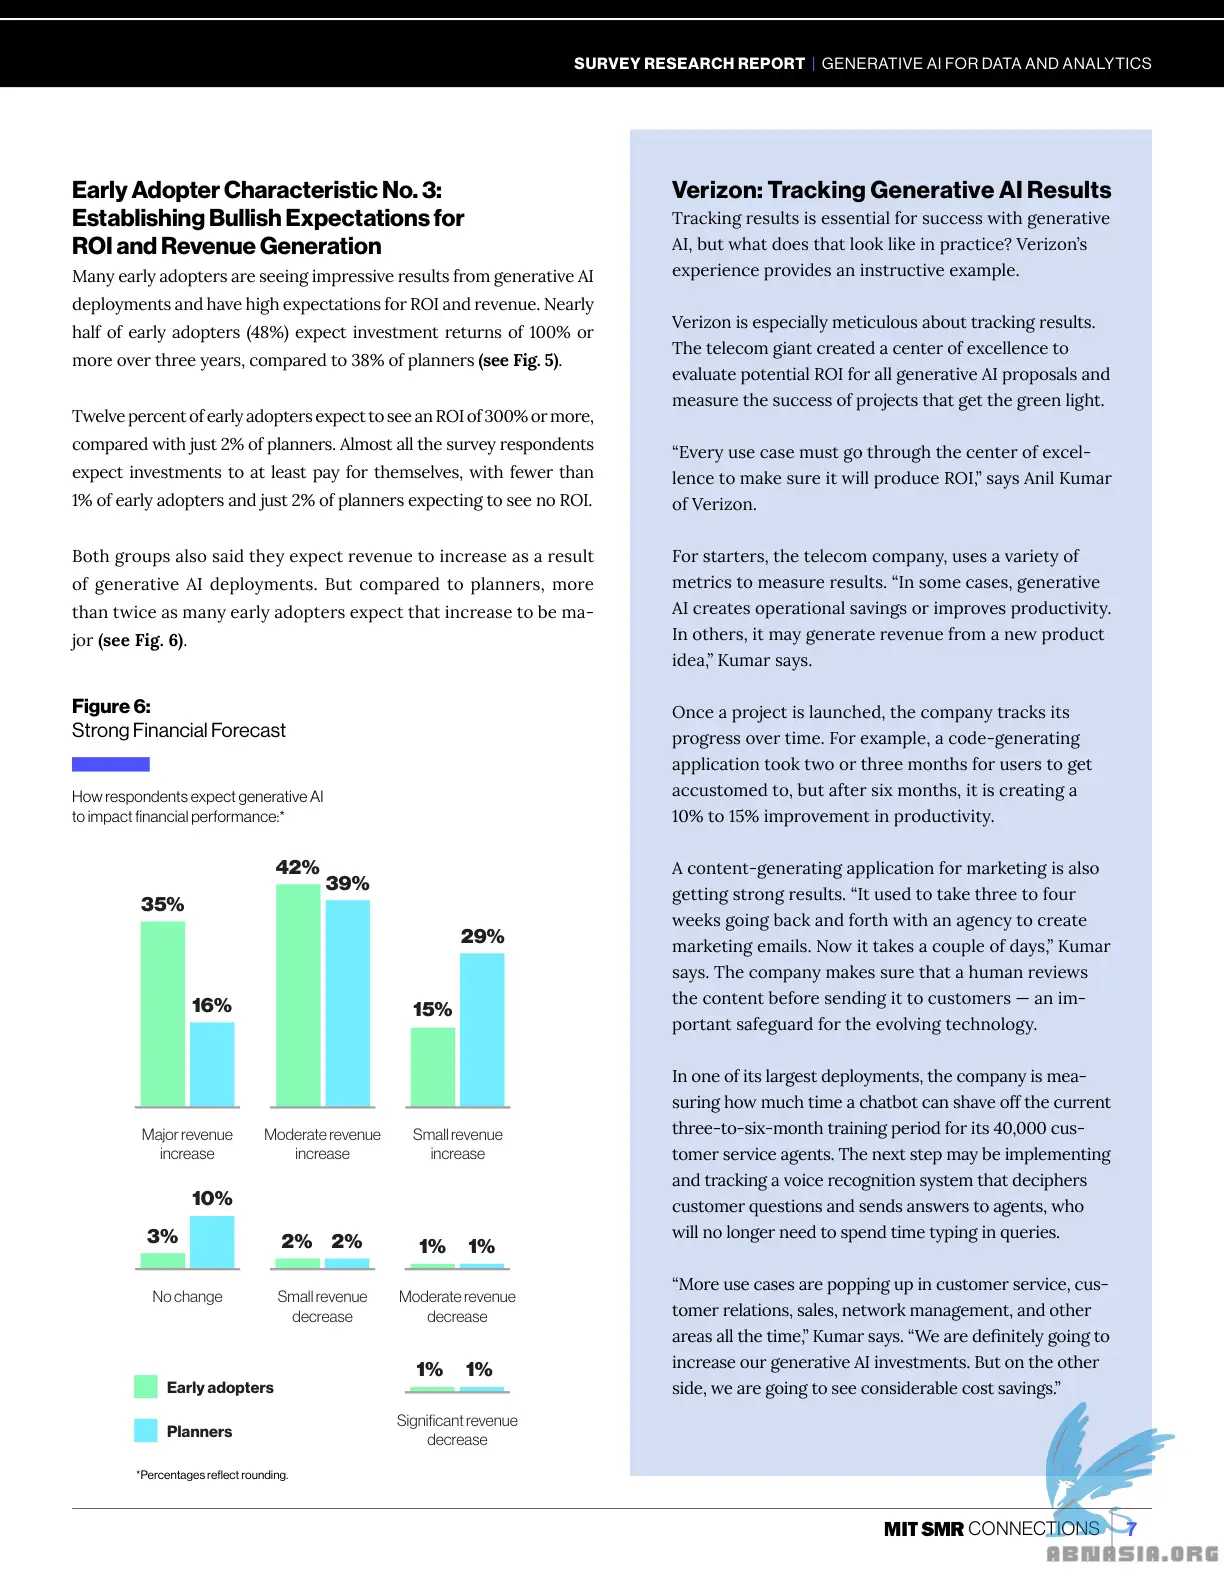 SURVEY RESEARCH REPORT | GENERATIVE AI FOR DATA AND ANALYTICS
Early Adopter Characteristic No. 3:
Establishing Bullish Expectations for
ROI and Revenue Generation
Many early adopters are seeing impressive results from generative AI
deployments and have high expectations for ROI and revenue. Nearly
half of early adopters (48%) expect investment returns of 100% or
more over three years, compared to 38% of planners (see Fig. 5).
Twelve percent of early adopters expect to see an ROI of 300% or more,
compared with just 2% of planners. Almost all the survey respondents
expect investments to at least pay for themselves, with fewer than
1% of early adopters and just 2% of planners expecting to see no ROI.
Both groups also said they expect revenue to increase as a result
of generative AI deployments. But compared to planners, more
than twice as many early adopters expect that increase to be ma-
jor (see Fig. 6).
Figure 6:
Strong Financial Forecast
How respondents expect generative AI
to impact financial performance:*
35%
16%
Major revenue
increase
42%
39%
Moderate revenue
increase
15%
29%
Small revenue
increase
3%
10%
No change
2% 2%
Small revenue
decrease
1% 1%
Moderate revenue
decrease
1% 1%
Significant revenue
decrease
Early adopters
Planners
*Percentages reflect rounding.
Verizon: Tracking Generative AI Results
Tracking results is essential for success with generative
AI, but what does that look like in practice? Verizon’s
experience provides an instructive example.
Verizon is especially meticulous about tracking results.
The telecom giant created a center of excellence to
evaluate potential ROI for all generative AI proposals and
measure the success of projects that get the green light.
“Every use case must go through the center of excel-
lence to make sure it will produce ROI,” says Anil Kumar
of Verizon.
For starters, the telecom company, uses a variety of
metrics to measure results. “In some cases, generative
AI creates operational savings or improves productivity.
In others, it may generate revenue from a new product
idea,” Kumar says.
Once a project is launched, the company tracks its
progress over time. For example, a code-generating
application took two or three months for users to get
accustomed to, but after six months, it is creating a
10% to 15% improvement in productivity.
A content-generating application for marketing is also
getting strong results. “It used to take three to four
weeks going back and forth with an agency to create
marketing emails. Now it takes a couple of days,” Kumar
says. The company makes sure that a human reviews
the content before sending it to customers — an im-
portant safeguard for the evolving technology.
In one of its largest deployments, the company is mea-
suring how much time a chatbot can shave off the current
three-to-six-month training period for its 40,000 cus-
tomer service agents. The next step may be implementing
and tracking a voice recognition system that deciphers
customer questions and sends answers to agents, who
will no longer need to spend time typing in queries.
“More use cases are popping up in customer service, cus-
tomer relations, sales, network management, and other
areas all the time,” Kumar says. “We are definitely going to
increase our generative AI investments. But on the other
side, we are going to see considerable cost savings.”
MIT SMR CONNECTIONS 7
ABNASIA.ORG